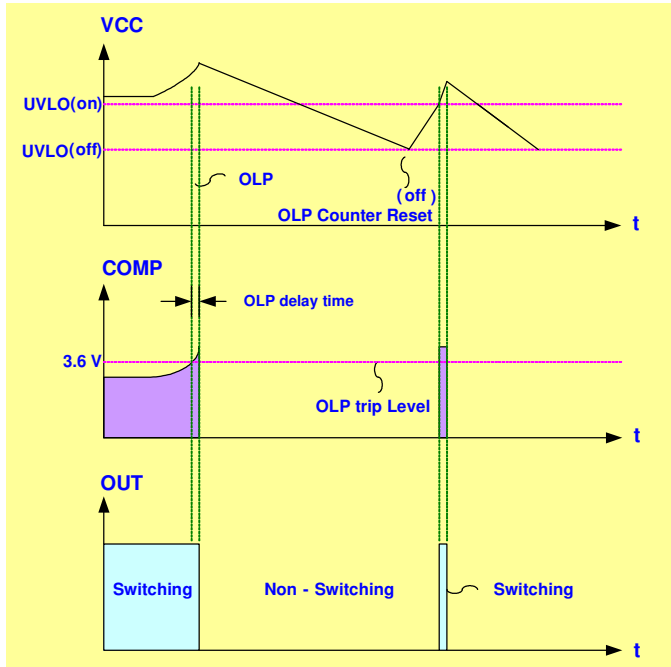 VCC
UVLO(on)
UVLO(off)
OLP
(off)
OLP Counter Reset
t
COMP
OLP delay time
3.6 V
OLP trip Level
t
OUT
Switching
Non - Switching
Switching
t